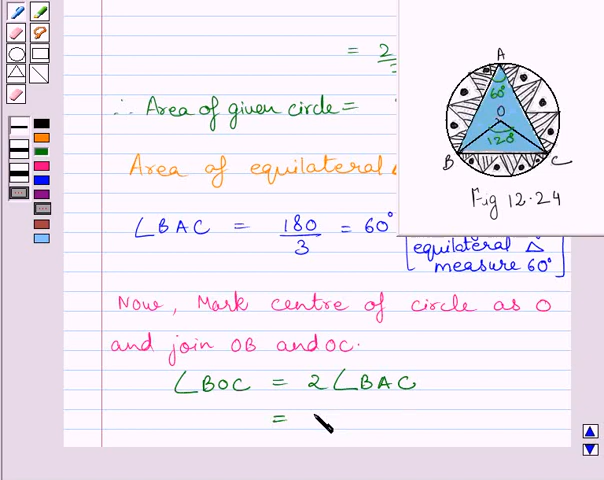 = 2
∴ Area of given circle =
Area of equilateral
∠BAC = 180/3 = 60°
equilateral Δ
measure 60°]
Now, Mark centre of circle as O
and join OB and OC.
∠BOC = 2∠BAC
=
A
60°
O
120
B
C
Fig 12.24